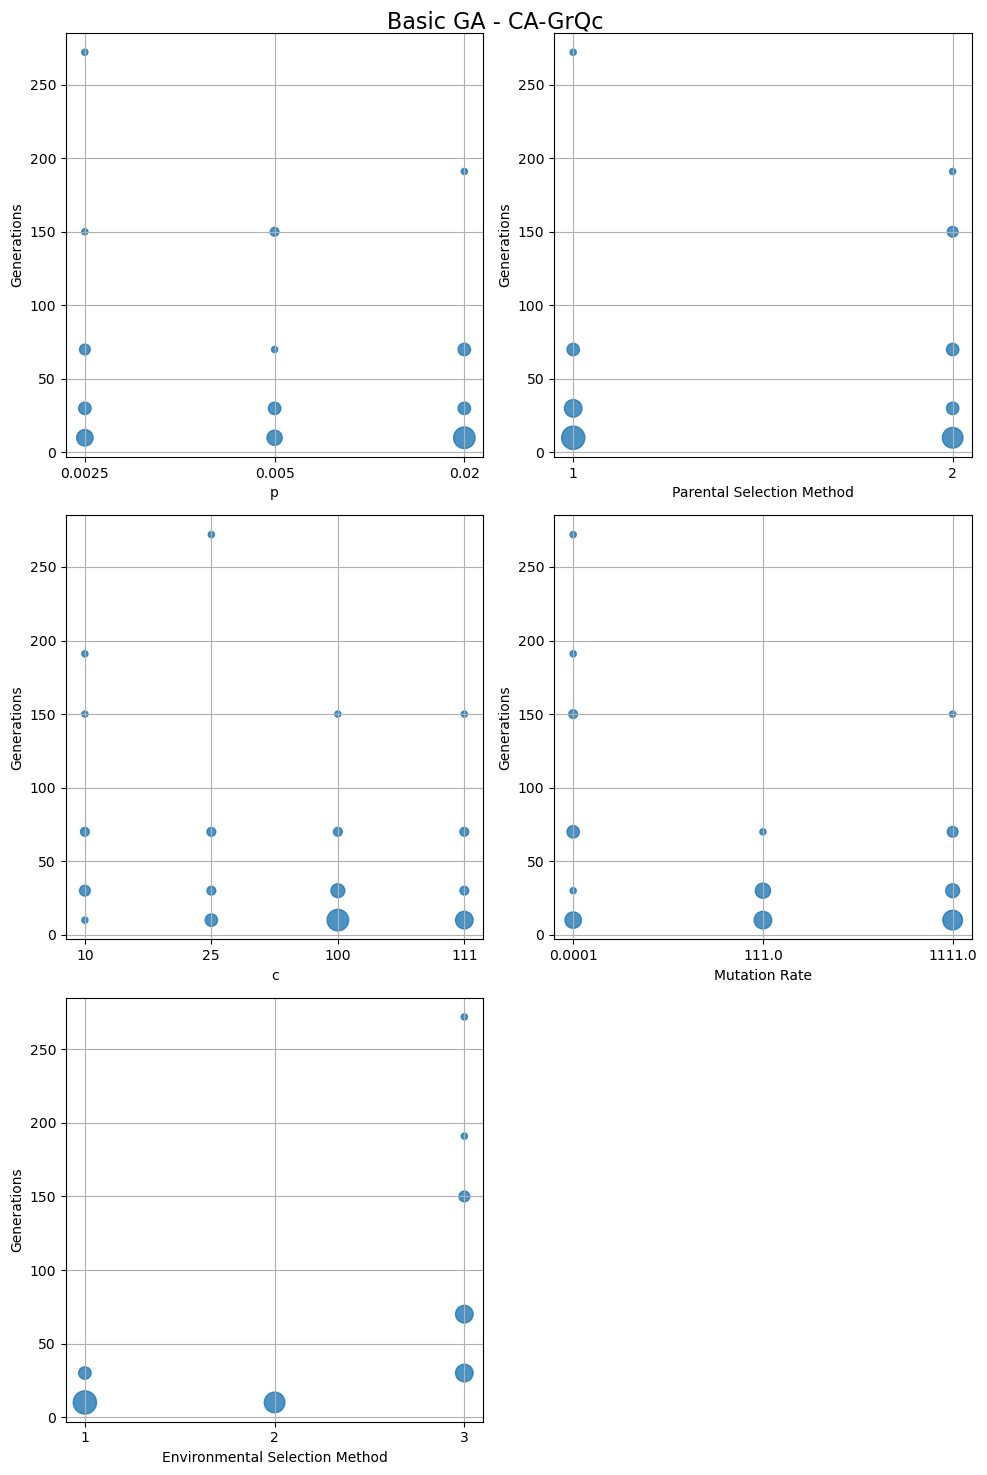 Basic GA - CA-GrQc
250
200
150
100
50
0
Generations
0.0025 0.005 0.02
p
250
200
150
100
50
0
Generations
1 2
Parental Selection Method
250
200
150
100
50
0
Generations
10 25 100 111
c
250
200
150
100
50
0
Generations
0.0001 111.0 1111.0
Mutation Rate
250
200
150
100
50
0
Generations
1 2 3
Environmental Selection Method